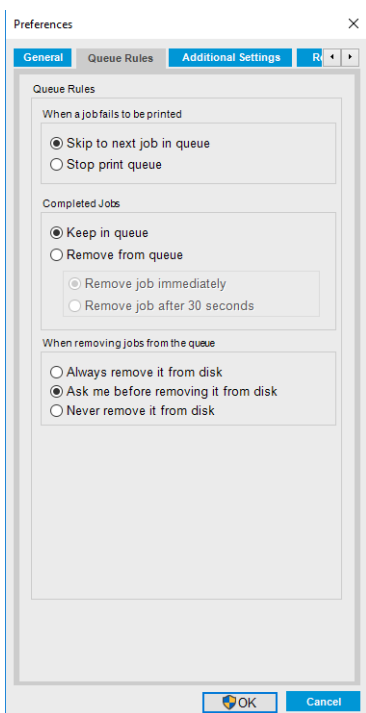 Preferences
General
Queue Rules
Additional Settings
Queue Rules
When a job fails to be printed
Skip to next job in queue
Stop print queue
Completed Jobs
Keep in queue
Remove from queue
Remove job immediately
Remove job after 30 seconds
When removing jobs from the queue
Always remove it from disk
Ask me before removing it from disk
Never remove it from disk
OK
Cancel